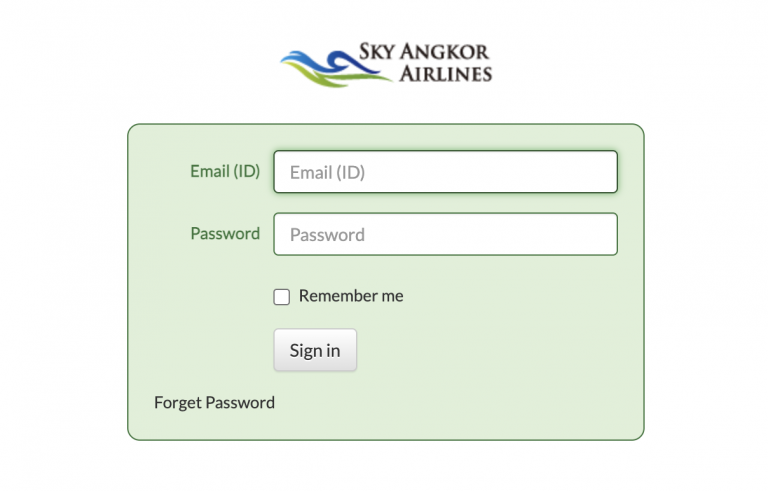 SKY ANGKOR
AIRLINES
Email (ID) Email (ID)
Password Password
Remember me
Sign in
Forget Password